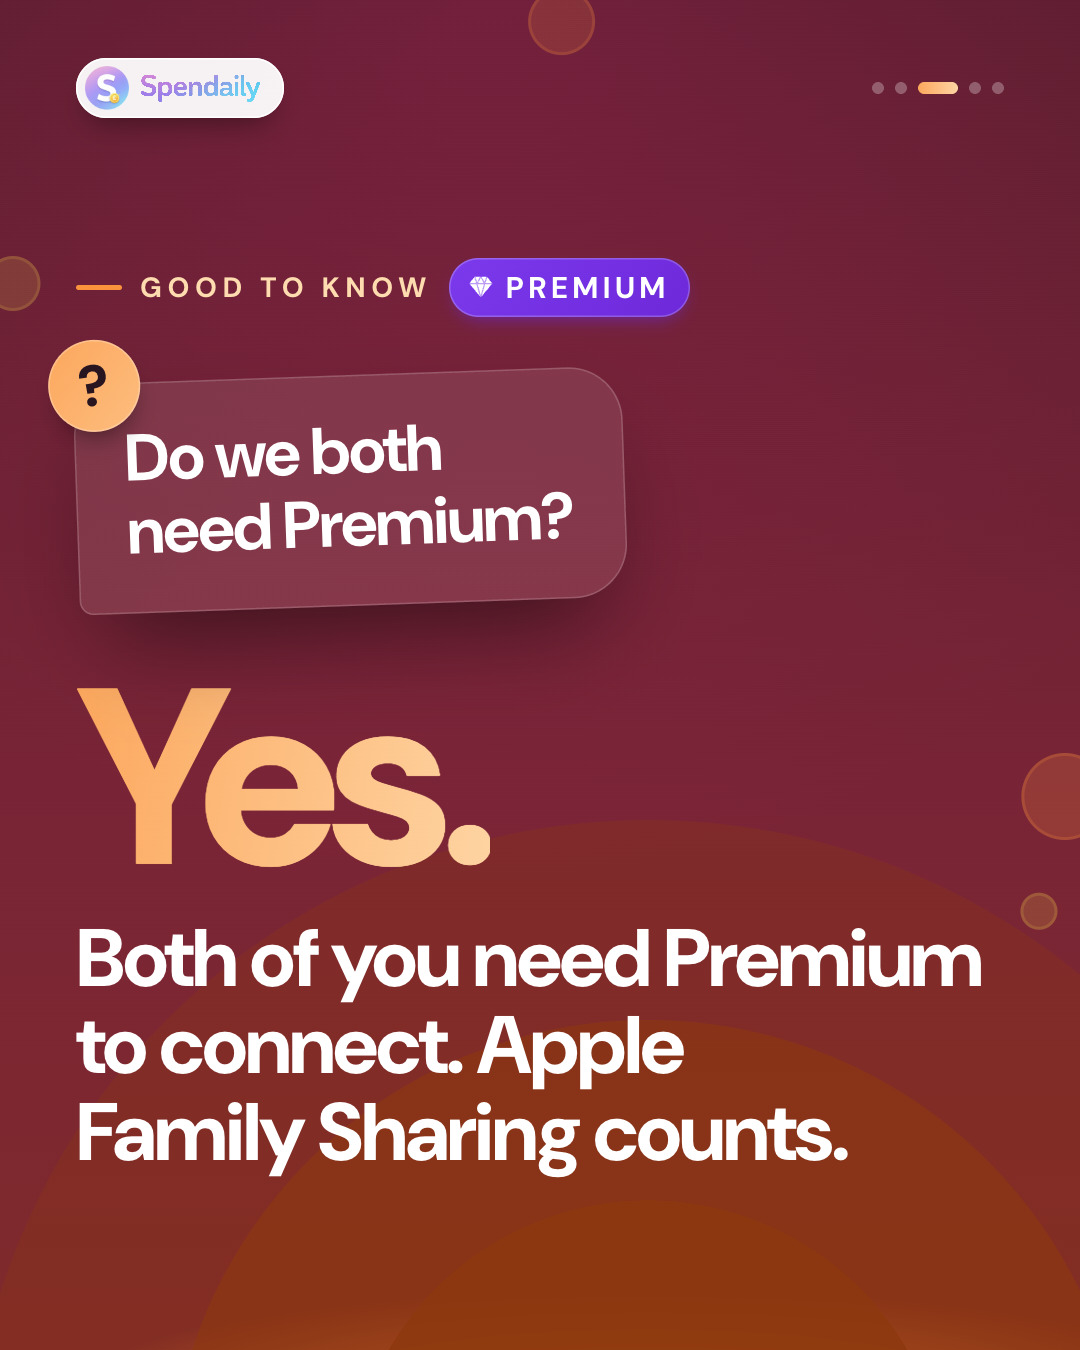 Spendaily
GOOD TO KNOW
PREMIUM
?
Do we both
need Premium?
Yes.
Both of you need Premium
to connect. Apple
Family Sharing counts.